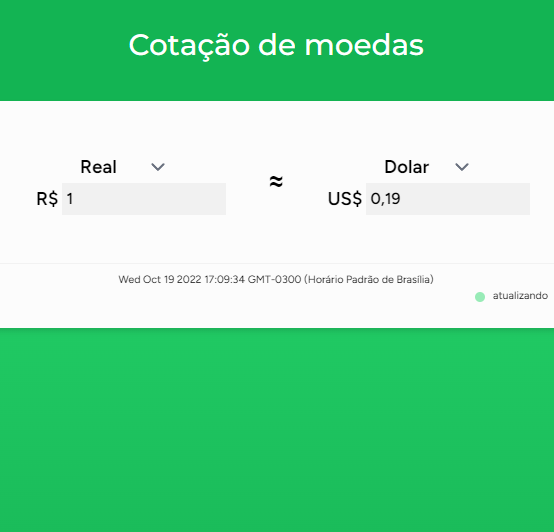 Cotação de moedas
Real Dolar
R$ 1 ≈ US$ 0,19
Wed Oct 19 2022 17:09:34 GMT-0300 (Horário Padrão de Brasília)
atualizando